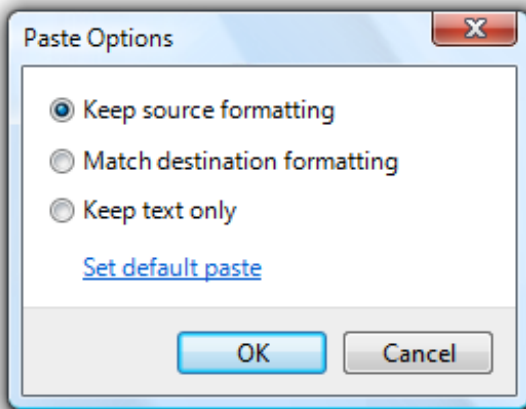 Paste Options
Keep source formatting
Match destination formatting
Keep text only
Set default paste
OK
Cancel